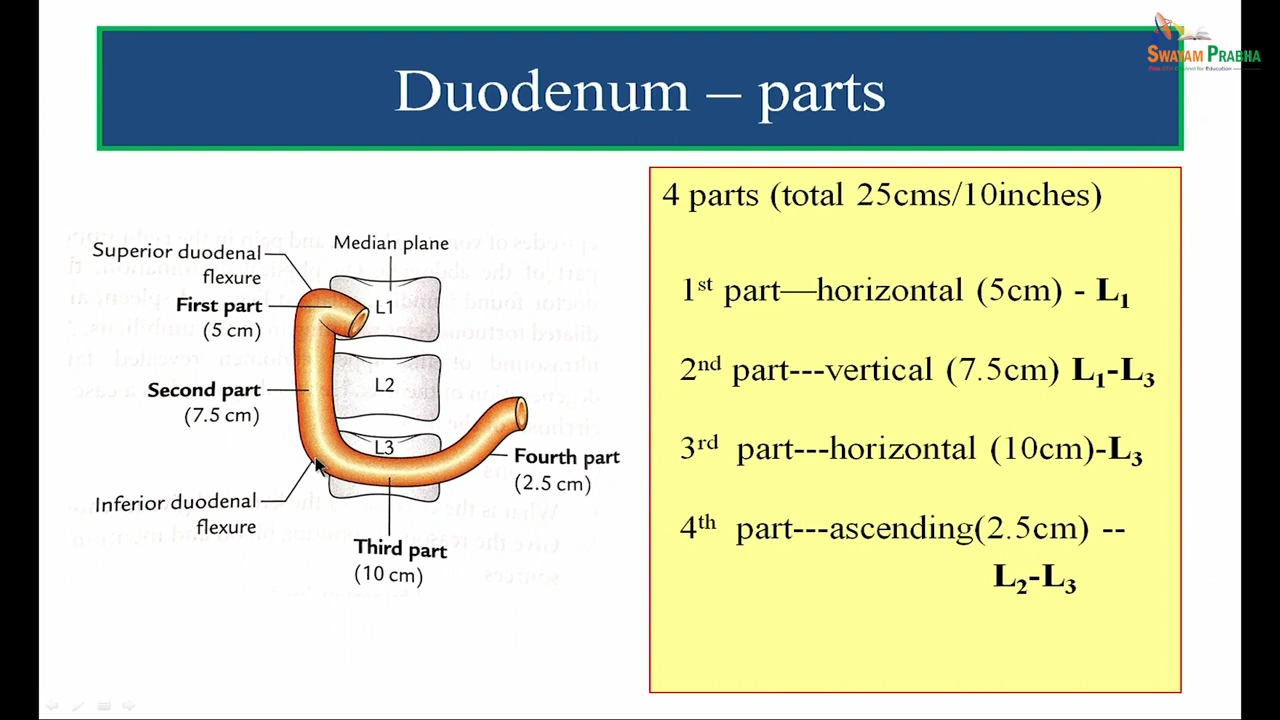 SWAYAM PRABHA
Duodenum – parts
4 parts (total 25cms/10inches)
1st part—horizontal (5cm) - L1
2nd part---vertical (7.5cm) L1-L3
3rd part---horizontal (10cm)-L3
4th part---ascending(2.5cm) --
L2-L3
Median plane
Superior duodenal
flexure
First part
(5 cm)
L1
Second part
(7.5 cm)
L2
L3
Fourth part
(2.5 cm)
Inferior duodenal
flexure
Third part
(10 cm)